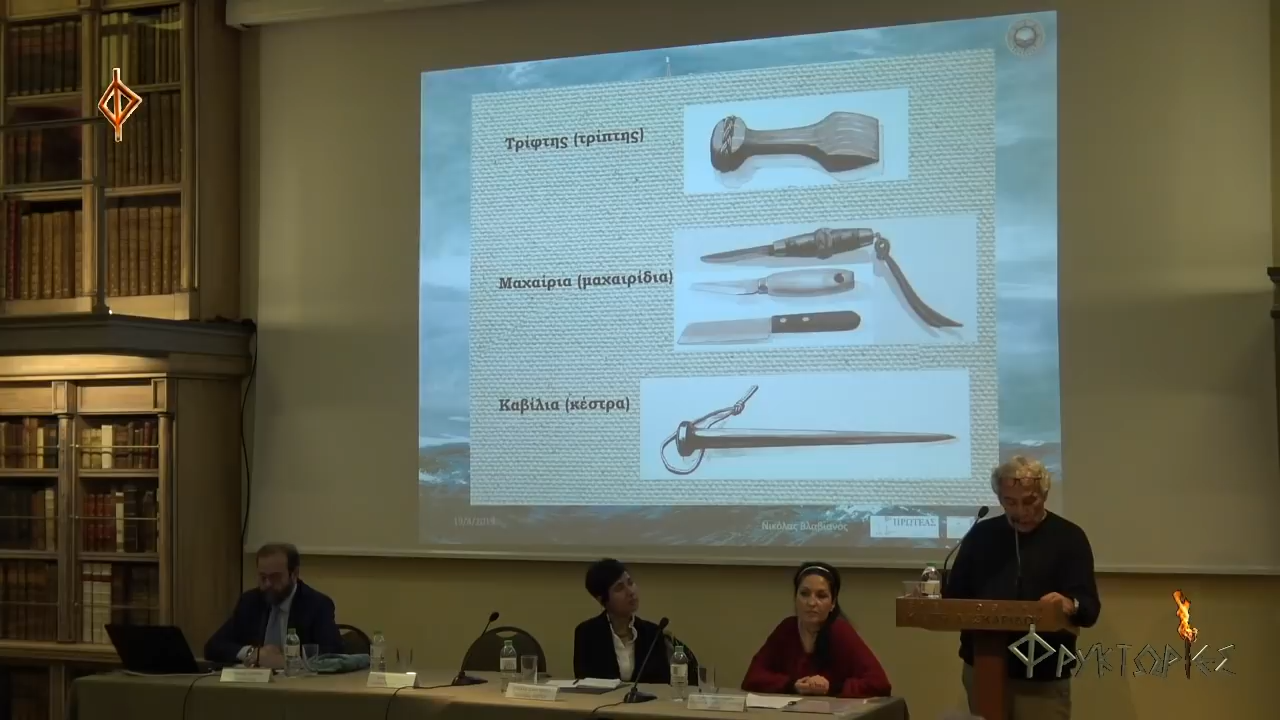 Τρίφτης (τρίπτης)
Μαχαίρια (μαχαιρίδια)
Καβίλια (κέστρα)
Νικόλας Βλαβιανός
ΠΡΩΤΕΑΣ
ΦΡΥΚΤΩΡΙΕΣ